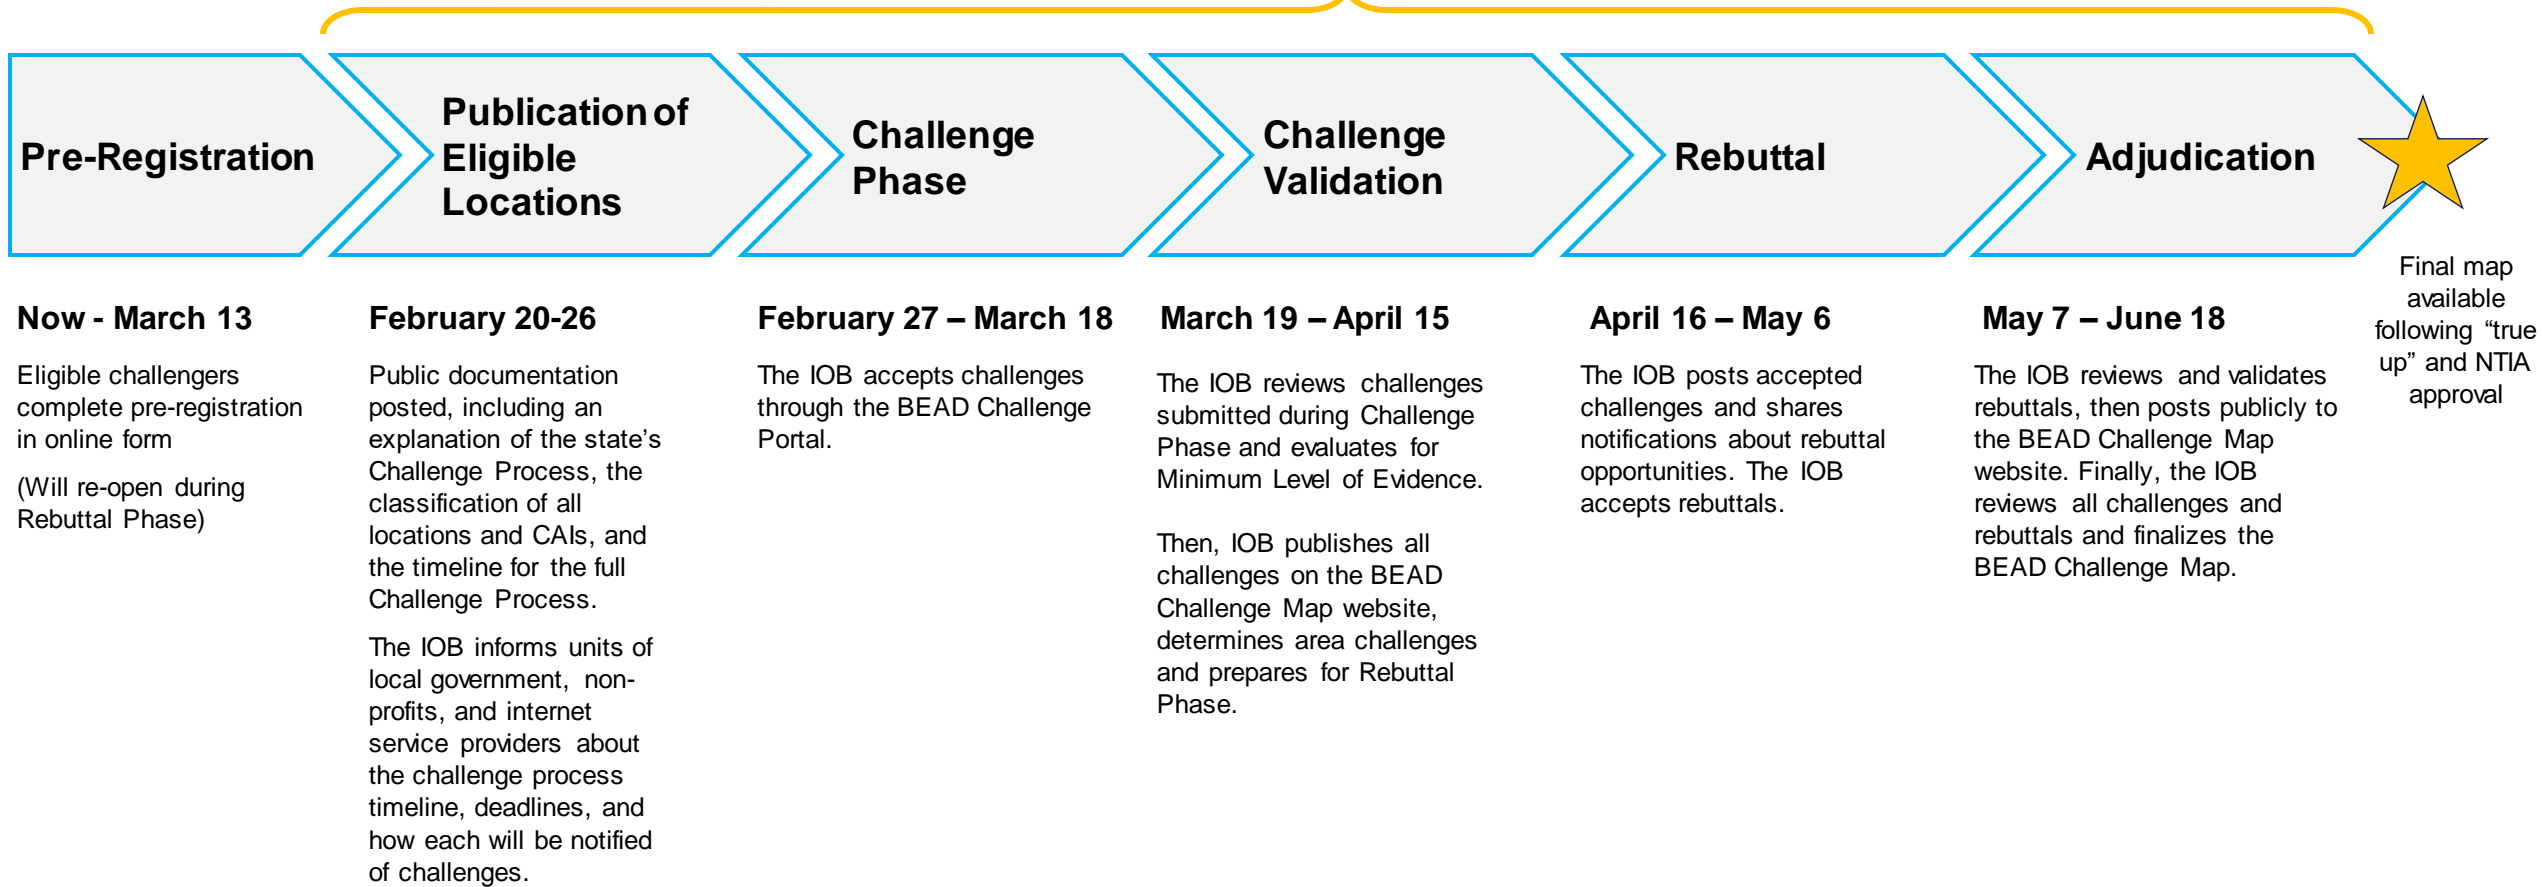 Pre-Registration
Publication of
Eligible
Locations
Challenge
Phase
Challenge
Validation
Rebuttal
Adjudication
Now - March 13
Eligible challengers
complete pre-registration
in online form
(Will re-open during
Rebuttal Phase)
February 20-26
Public documentation
posted, including an
explanation of the state’s
Challenge Process, the
classification of all
locations and CAIs, and
the timeline for the full
Challenge Process.
The IOB informs units of
local government, non-
profits, and internet
service providers about
the challenge process
timeline, deadlines, and
how each will be notified
of challenges.
February 27 – March 18
The IOB accepts challenges
through the BEAD Challenge
Portal.
March 19 – April 15
The IOB reviews challenges
submitted during Challenge
Phase and evaluates for
Minimum Level of Evidence.
Then, IOB publishes all
challenges on the BEAD
Challenge Map website,
determines area challenges
and prepares for Rebuttal
Phase.
April 16 – May 6
The IOB posts accepted
challenges and shares
notifications about rebuttal
opportunities. The IOB
accepts rebuttals.
May 7 – June 18
The IOB reviews and validates
rebuttals, then posts publicly to
the BEAD Challenge Map
website. Finally, the IOB
reviews all challenges and
rebuttals and finalizes the
BEAD Challenge Map.
Final map
available
following “true
up” and NTIA
approval